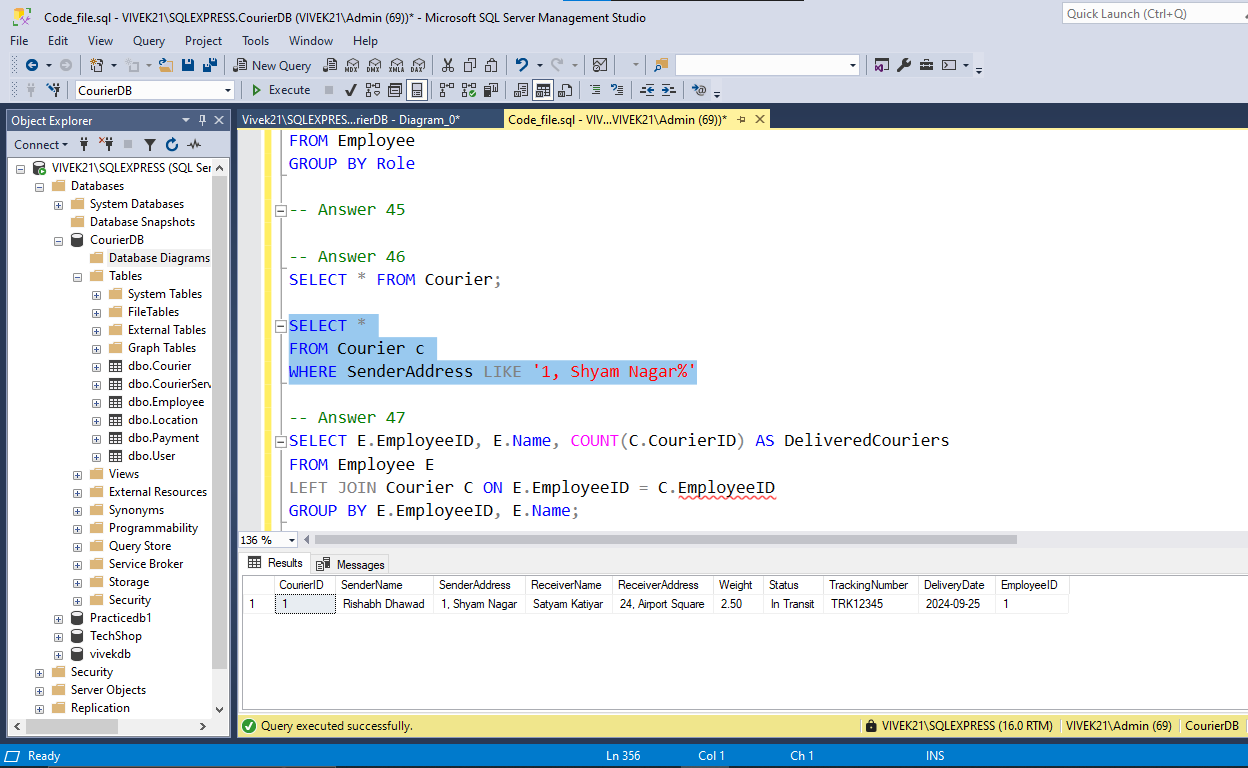 Code_file.sql - VIVEK21\SQLEXPRESS.CourierDB (VIVEK21\Admin (69))* - Microsoft SQL Server Management Studio
Quick Launch (Ctrl+Q)
File Edit View Query Project Tools Window Help
New Query MDX DMX XMLA DAX
CourierDB Execute
Object Explorer
Connect
VIVEK21\SQLEXPRESS (SQL Ser
Databases
System Databases
Database Snapshots
CourierDB
Database Diagrams
Tables
System Tables
FileTables
External Tables
Graph Tables
dbo.Courier
dbo.CourierServ
dbo.Employee
dbo.Location
dbo.Payment
dbo.User
Views
External Resources
Synonyms
Programmability
Query Store
Service Broker
Storage
Security
Practicedb1
TechShop
vivekdb
Security
Server Objects
Replication
Vivek21\SQLEXPRES...rierDB - Diagram_0*
Code_file.sql - VIV...VIVEK21\Admin (69))*
FROM Employee
GROUP BY Role
-- Answer 45
-- Answer 46
SELECT * FROM Courier;
SELECT *
FROM Courier c
WHERE SenderAddress LIKE '1, Shyam Nagar%'
-- Answer 47
SELECT E.EmployeeID, E.Name, COUNT(C.CourierID) AS DeliveredCouriers
FROM Employee E
LEFT JOIN Courier C ON E.EmployeeID = C.EmployeeID
GROUP BY E.EmployeeID, E.Name;
136 %
Results Messages
CourierID SenderName SenderAddress ReceiverName ReceiverAddress Weight Status TrackingNumber DeliveryDate EmployeeID
1 1 Rishabh Dhawad 1, Shyam Nagar Satyam Katiyar 24, Airport Square 2.50 In Transit TRK12345 2024-09-25 1
Query executed successfully. VIVEK21\SQLEXPRESS (16.0 RTM) VIVEK21\Admin (69) CourierDB
Ready Ln 356 Col 1 Ch 1 INS